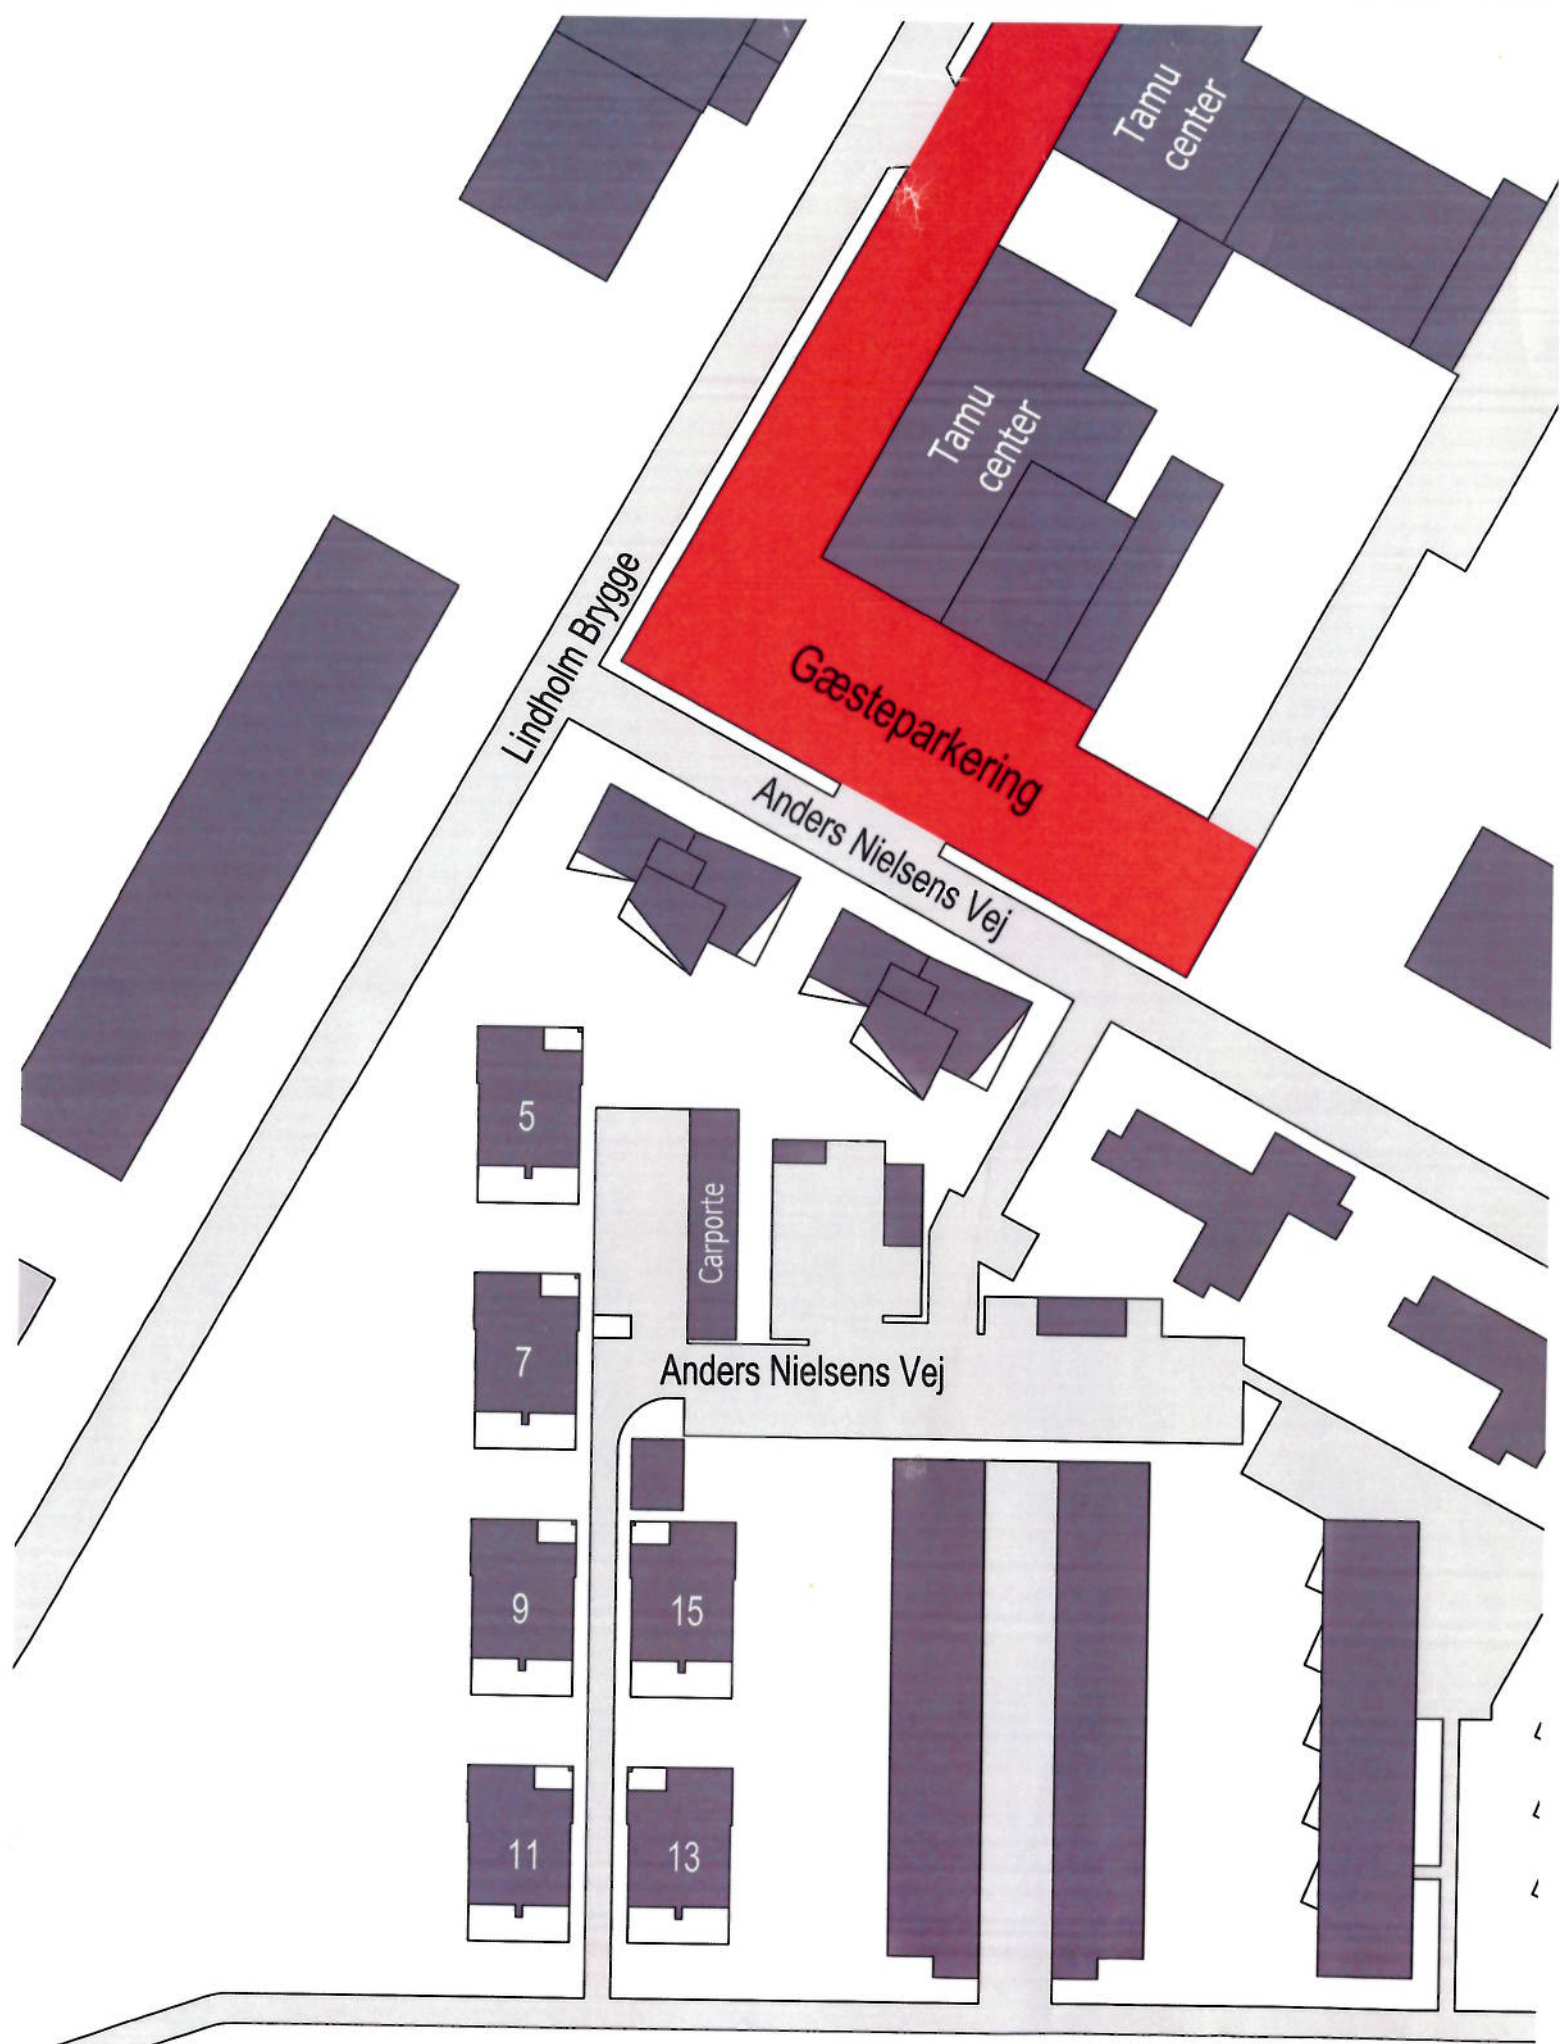 Tamu
center
Tamu
center
Lindholm Brygge
Gæsteparkering
Anders Nielsens Vej
5
Carporte
7
Anders Nielsens Vej
9
15
11
13